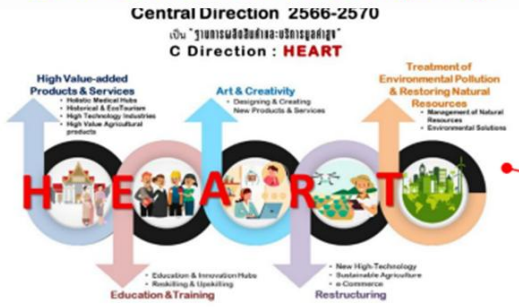 Central Direction 2566-2570
เป็น "ฐานการผลิตสินค้าและบริการมูลค่าสูง"
C Direction : HEART
High Value-added
Products & Services
• Holistic Medical Hubs
• Historical & EcoTourism
• High Technology Industries
• High Value Agricultural
products
Art & Creativity
• Designing & Creating
New Products & Services
Treatment of
Environmental Pollution
& Restoring Natural
Resources
• Management of Natural
Resources
• Environmental Solutions
H E A R T
• Education & Innovation Hubs
• Reskilling & Upskilling
Education &Training
• New High-Technology
• Sustainable Agriculture
• e-Commerce
Restructuring